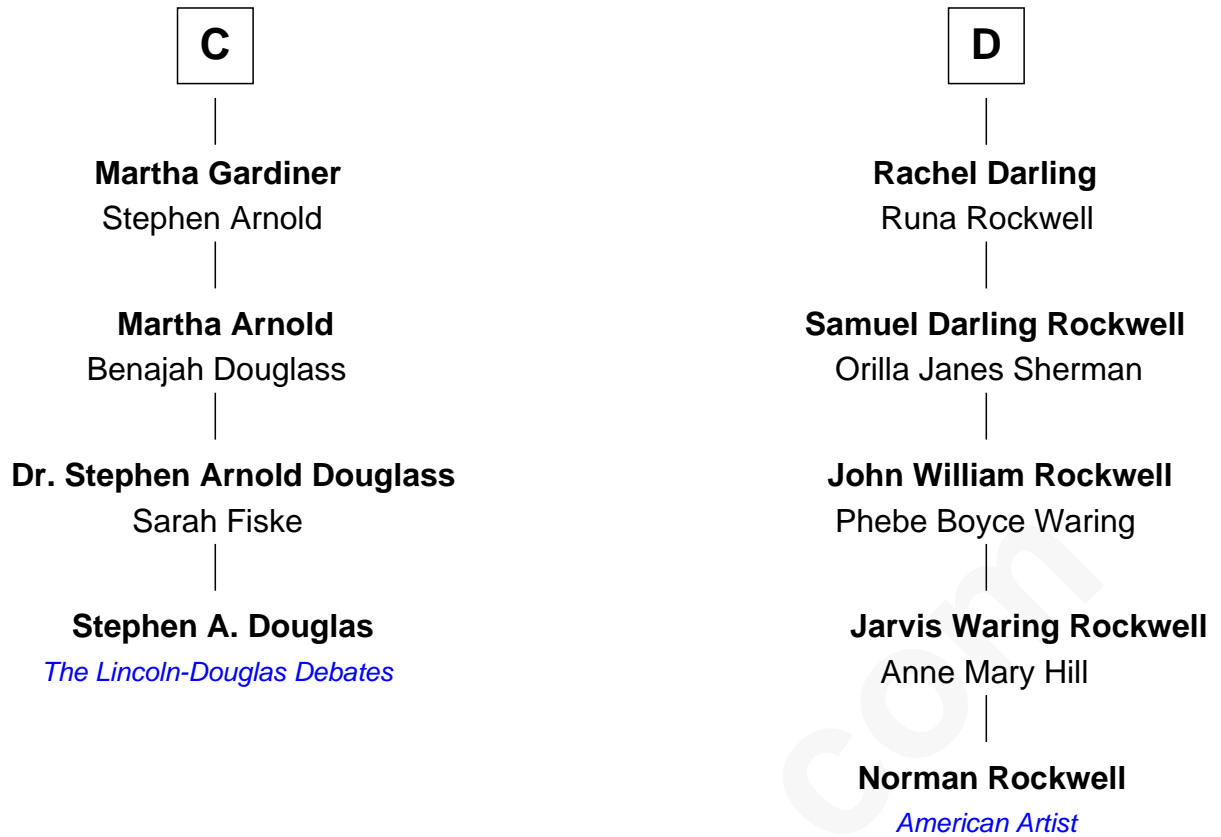 C
Martha Gardiner
Stephen Arnold
Martha Arnold
Benajah Douglass
Dr. Stephen Arnold Douglass
Sarah Fiske
Stephen A. Douglas
The Lincoln-Douglas Debates
D
Rachel Darling
Runa Rockwell
Samuel Darling Rockwell
Orilla Janes Sherman
John William Rockwell
Phebe Boyce Waring
Jarvis Waring Rockwell
Anne Mary Hill
Norman Rockwell
American Artist
com